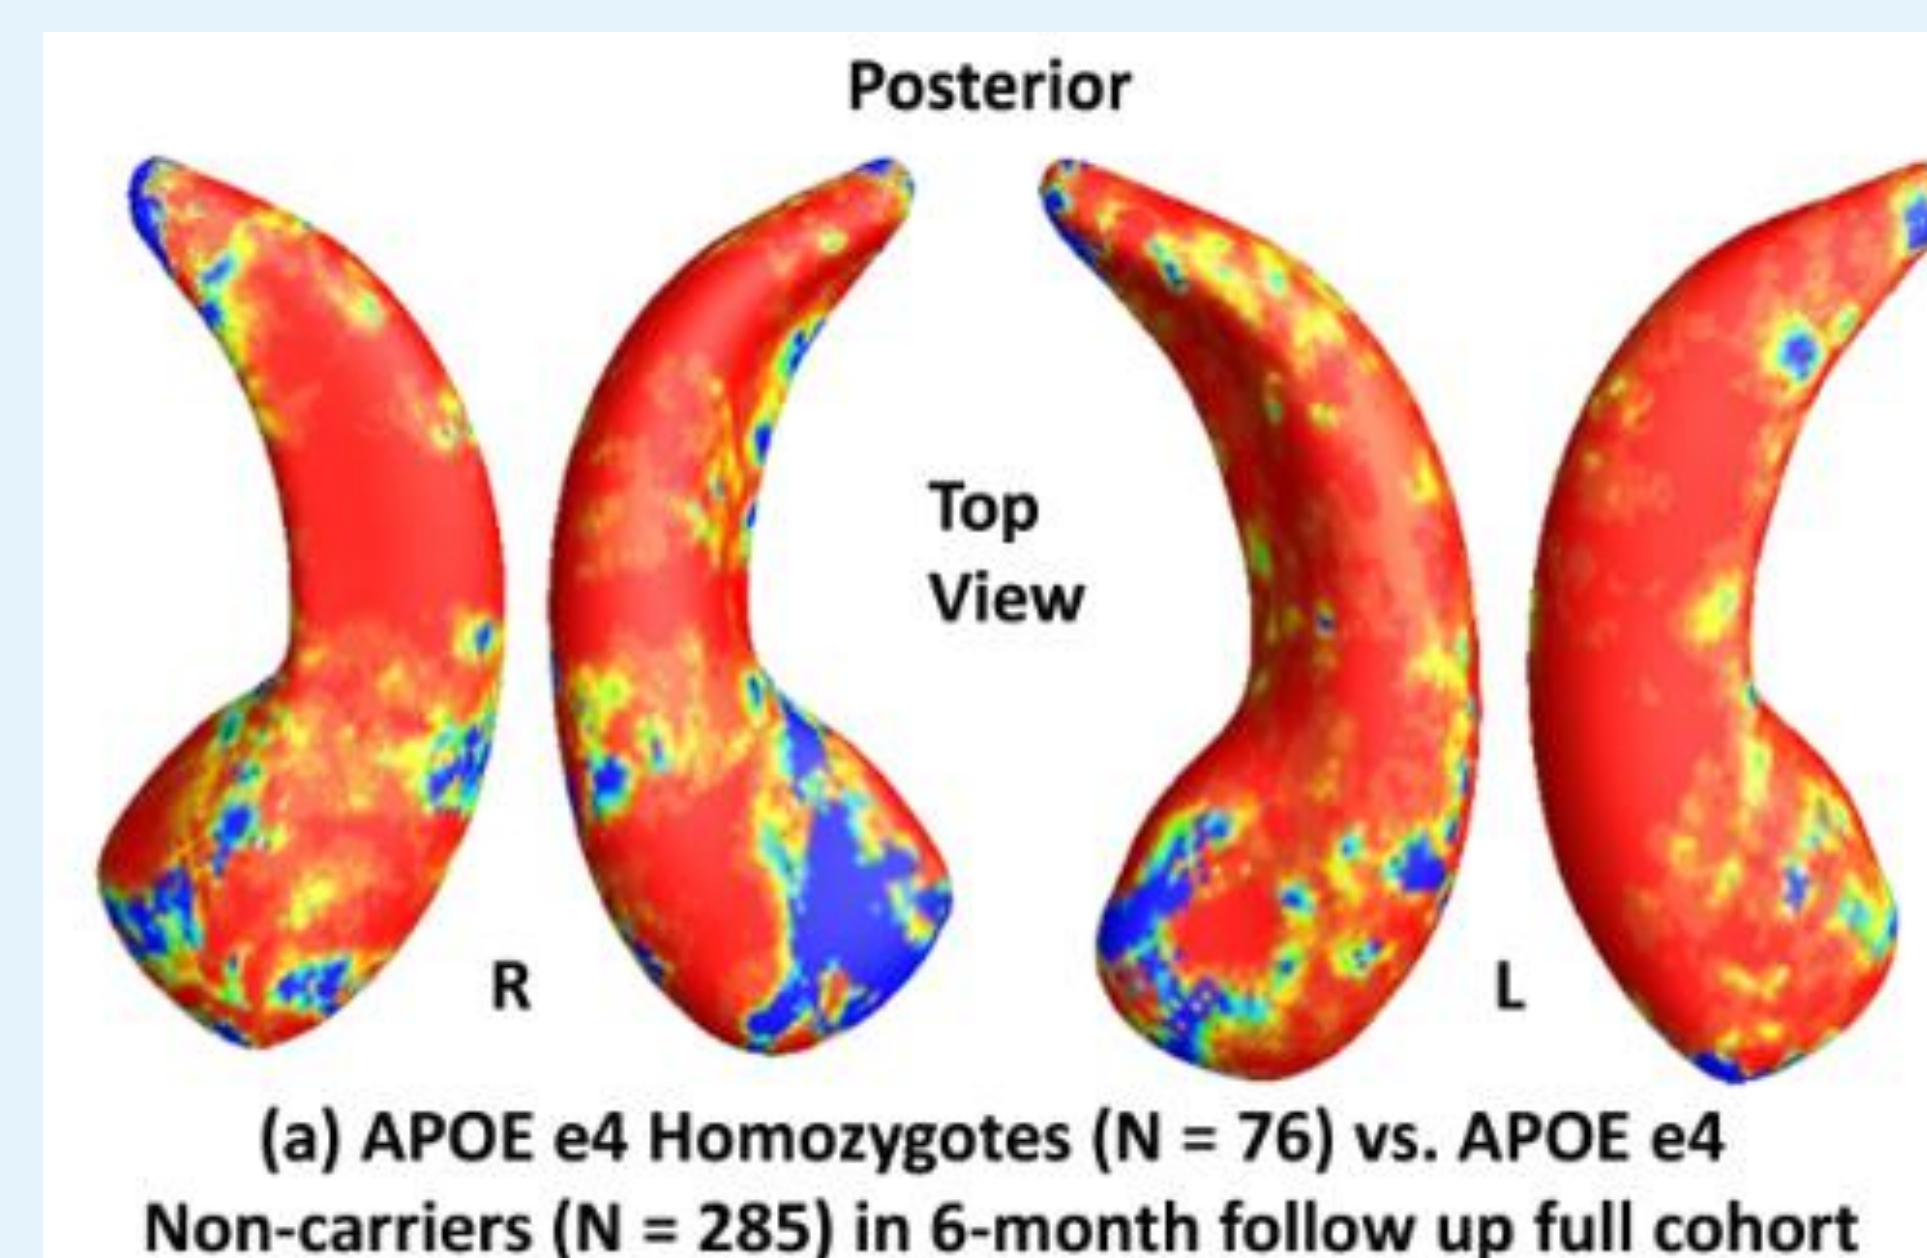 Posterior
Top
View
R
L
(a) APOE e4 Homozygotes (N = 76) vs. APOE e4
Non-carriers (N = 285) in 6-month follow up full cohort